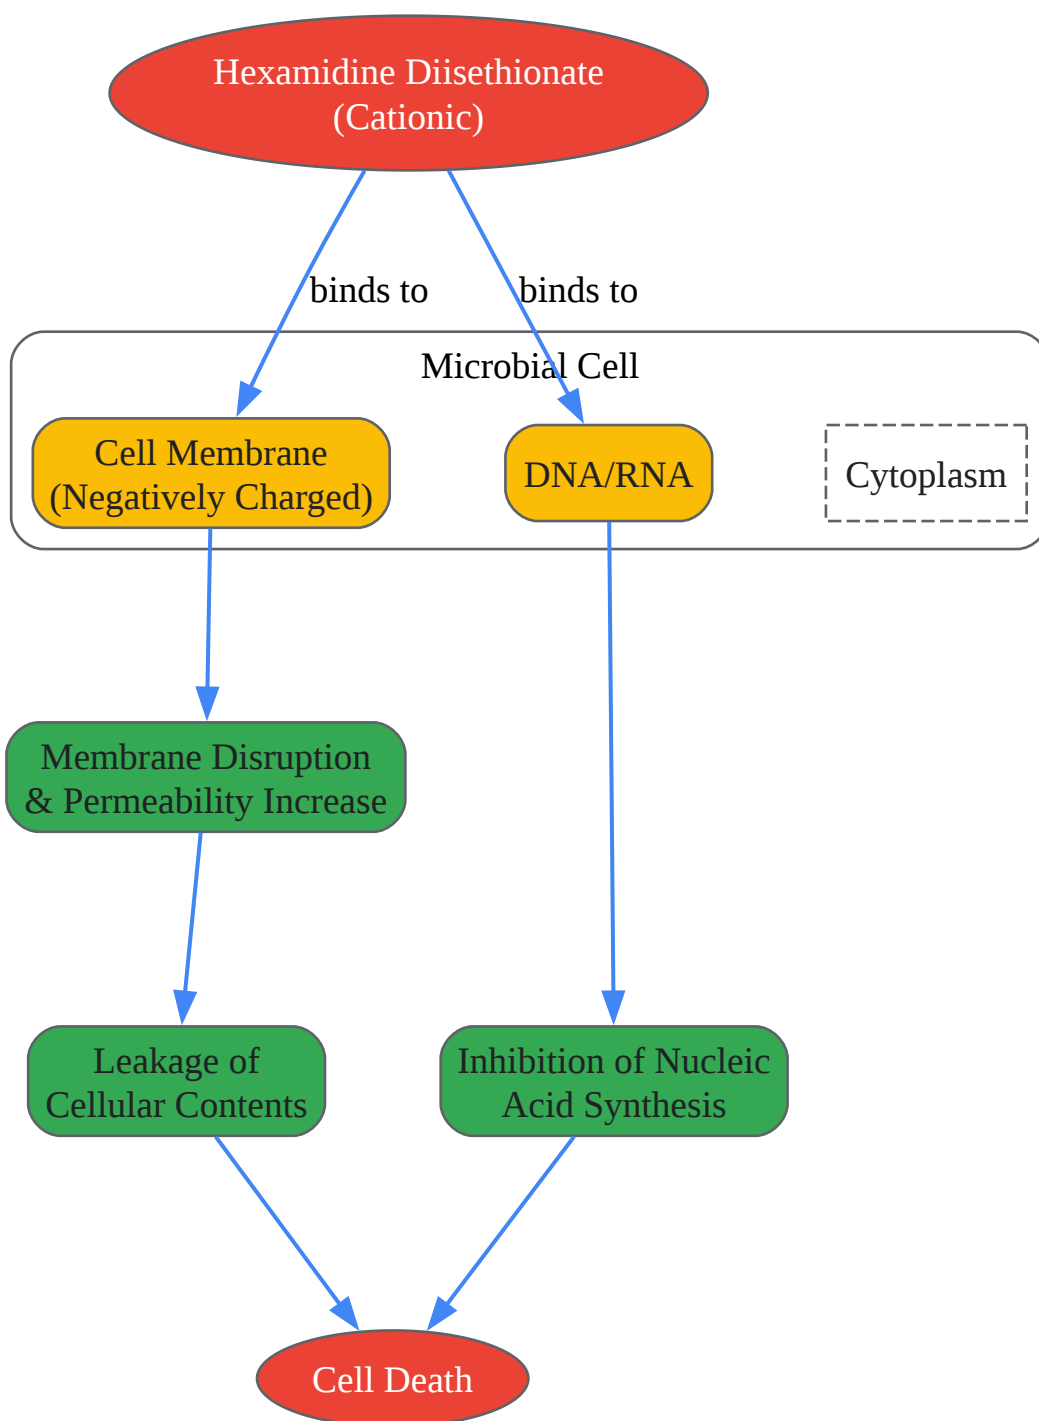 Hexamidine Diisethionate
(Cationic)
binds to
binds to
Microbial Cell
Cell Membrane
(Negatively Charged)
DNA/RNA
Cytoplasm
Membrane Disruption
& Permeability Increase
Leakage of
Cellular Contents
Inhibition of Nucleic
Acid Synthesis
Cell Death